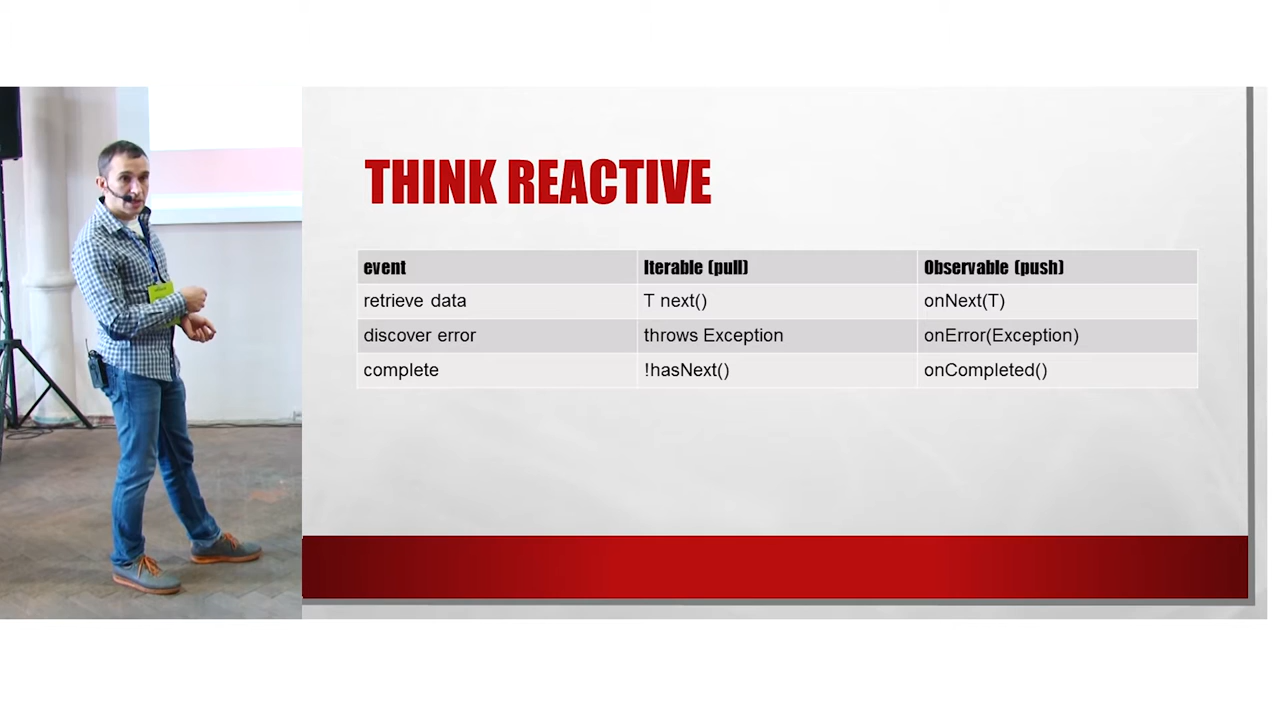 THINK REACTIVE
event Iterable (pull) Observable (push)
retrieve data T next() onNext(T)
discover error throws Exception onError(Exception)
complete !hasNext() onCompleted()